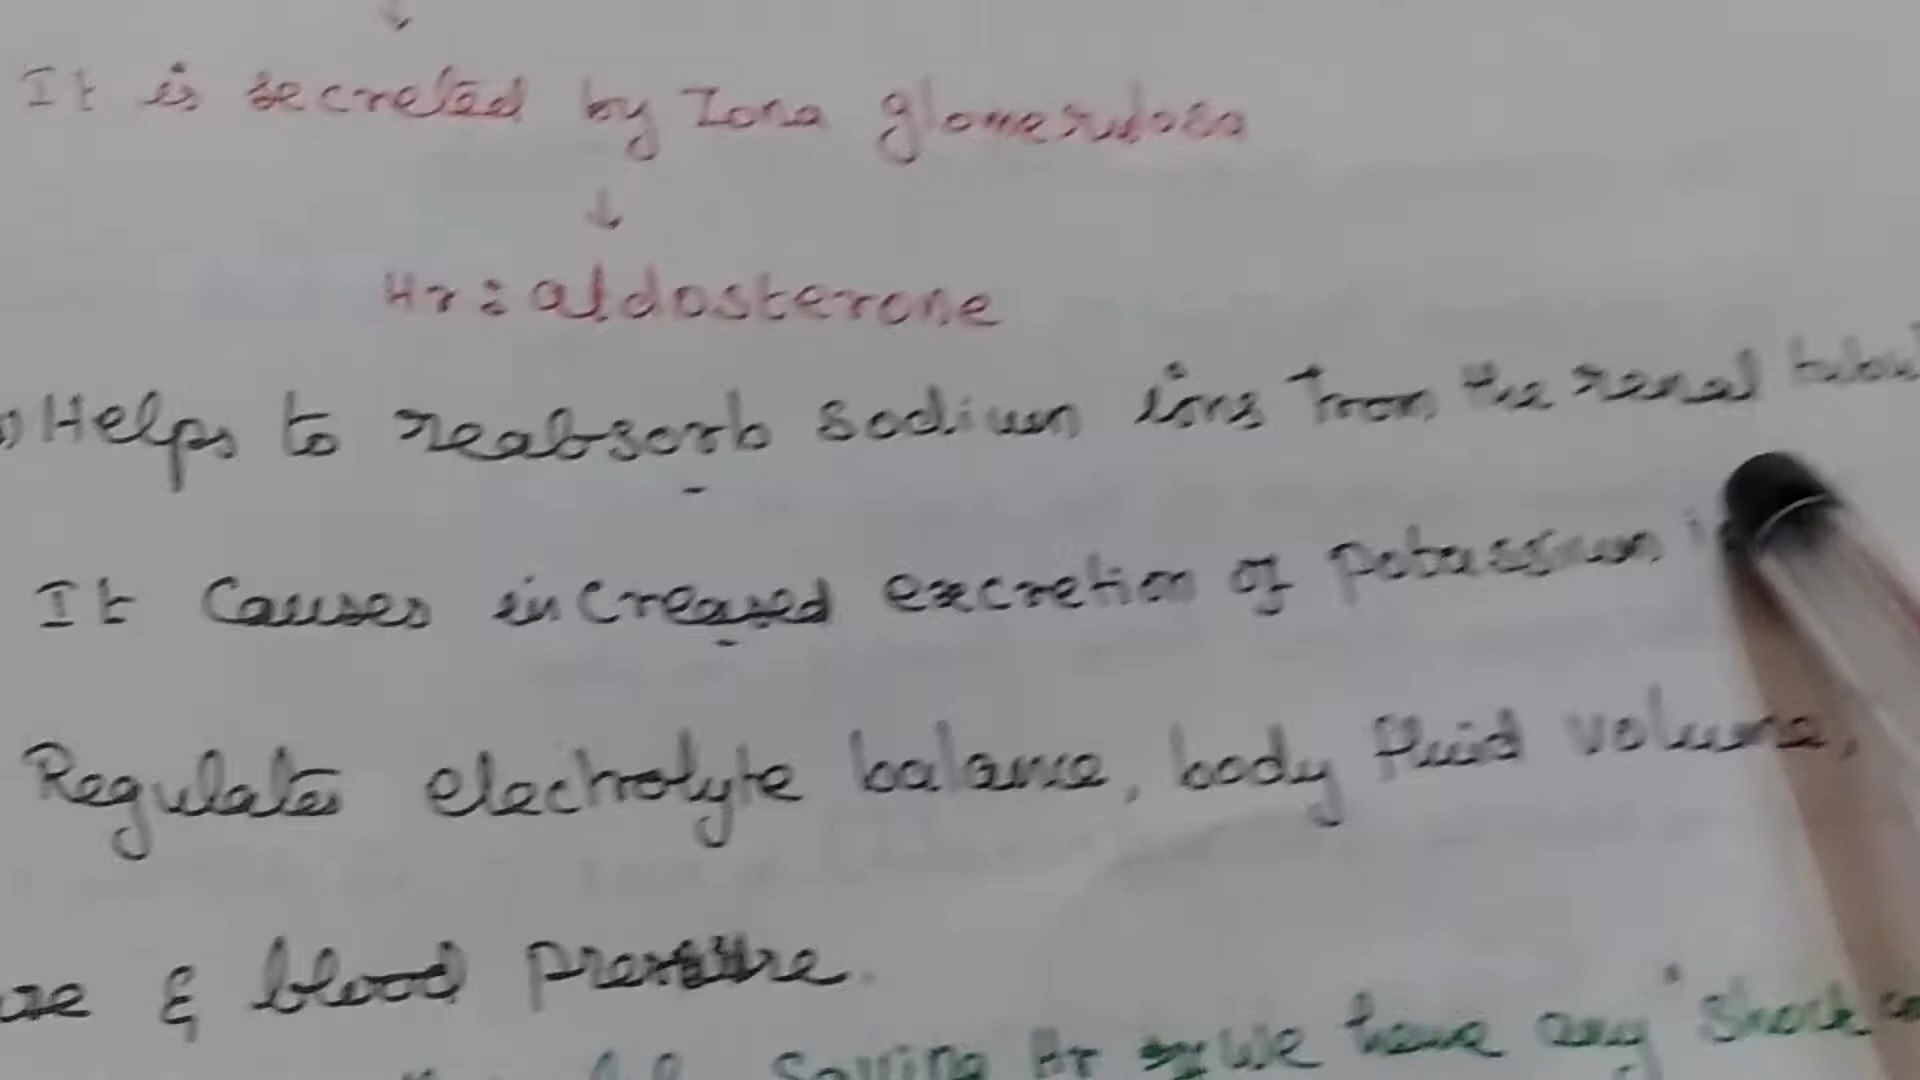 It is secreted by Zona glomerulosa
Hr: aldosterone
Helps to reabsorb sodium ions from the renal
It causes increased excretion of potassium
Regulates electrolyte balance, body fluid volume,
& blood pressure.
saving Hr we have any shock